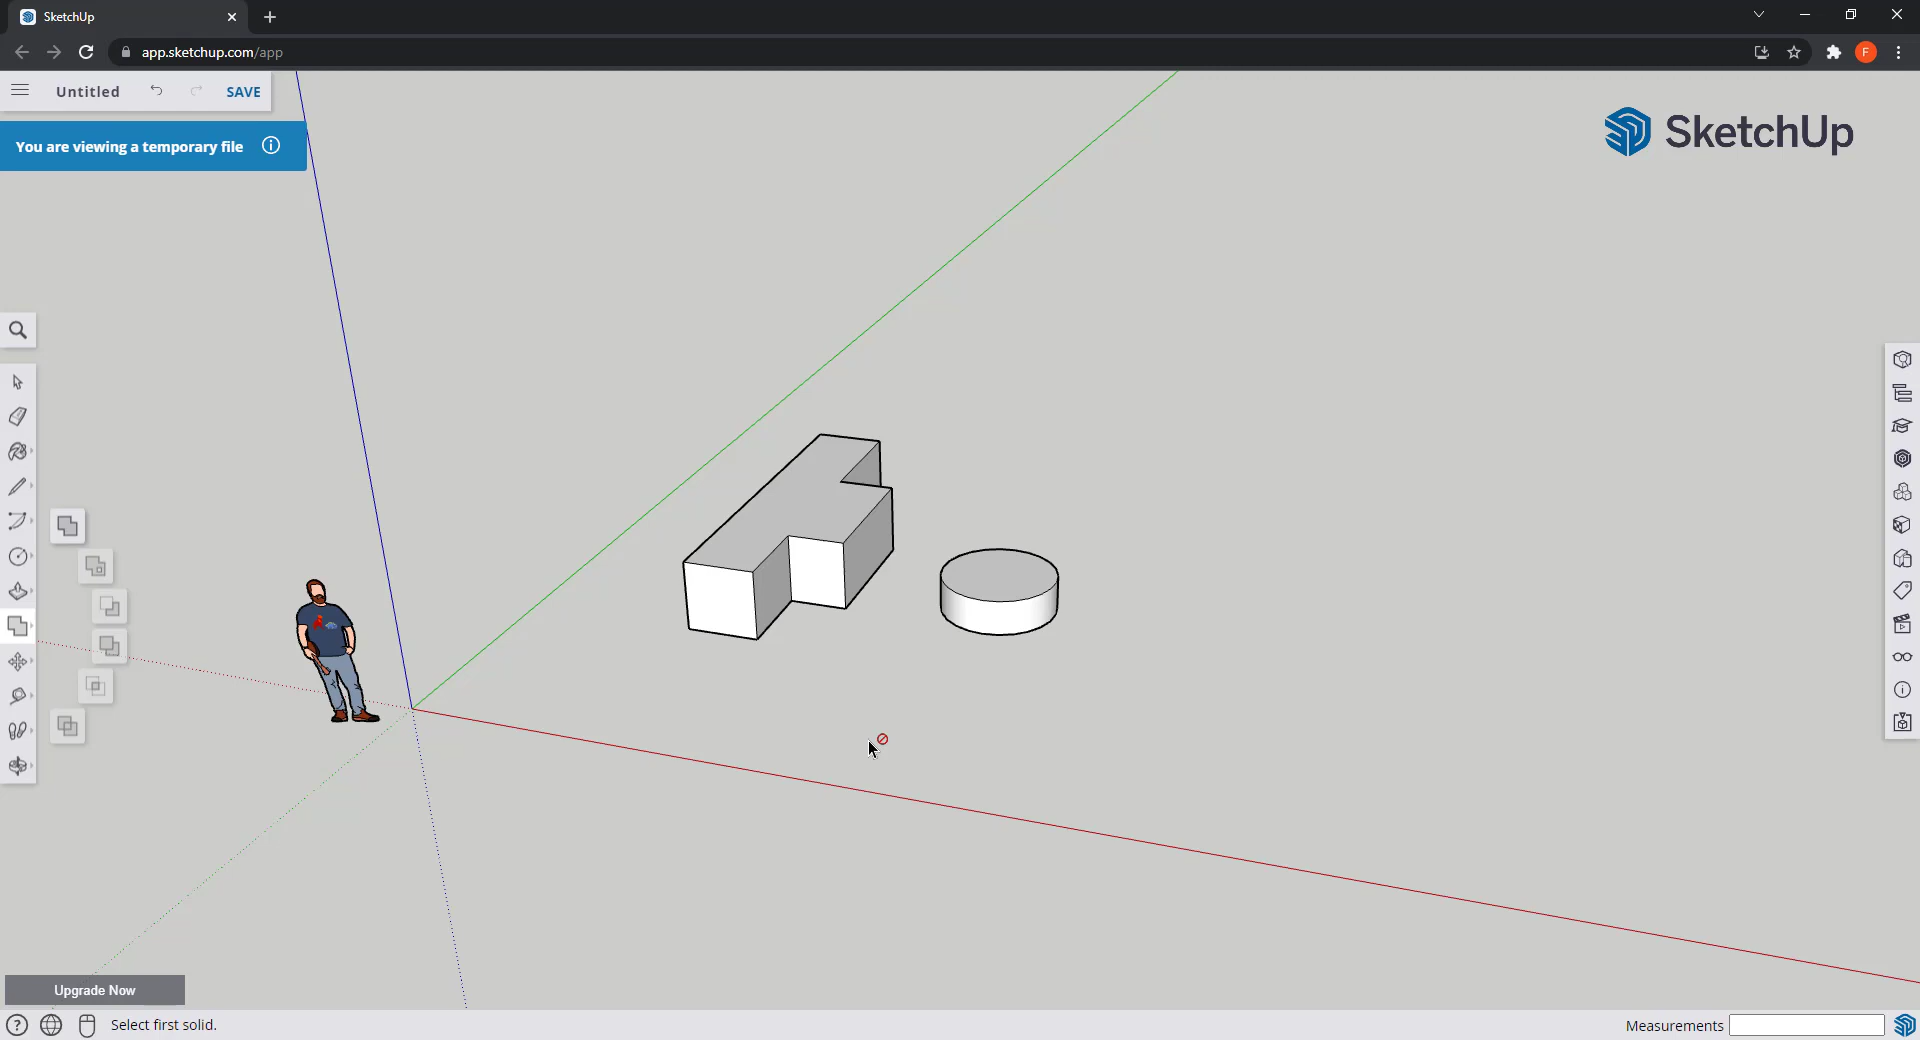 SketchUp
app.sketchup.com/app
F
Untitled
SAVE
You are viewing a temporary file
SketchUp
Upgrade Now
Select first solid.
Measurements